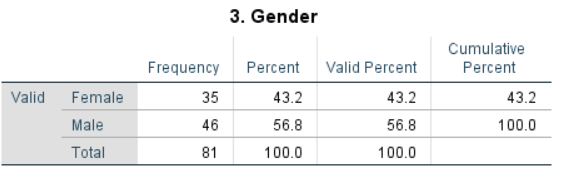 3. Gender
Frequency Percent Valid Percent Cumulative Percent
Valid Female 35 43.2 43.2 43.2
Male 46 56.8 56.8 100.0
Total 81 100.0 100.0